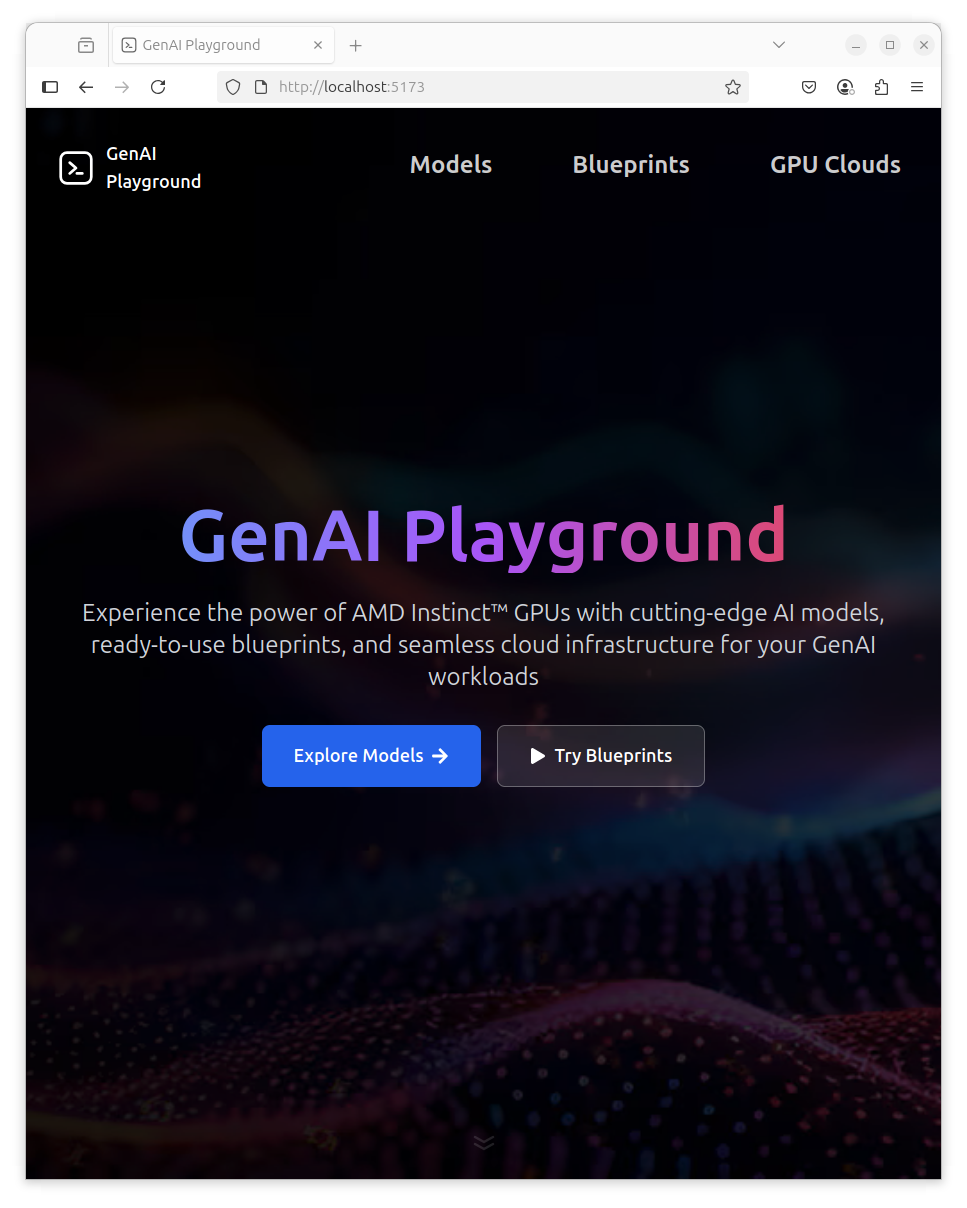 GenAI Playground
http://localhost:5173
GenAI
Playground
Models
Blueprints
GPU Clouds
GenAI Playground
Experience the power of AMD Instinct™ GPUs with cutting-edge AI models,
ready-to-use blueprints, and seamless cloud infrastructure for your GenAI
workloads
Explore Models
Try Blueprints